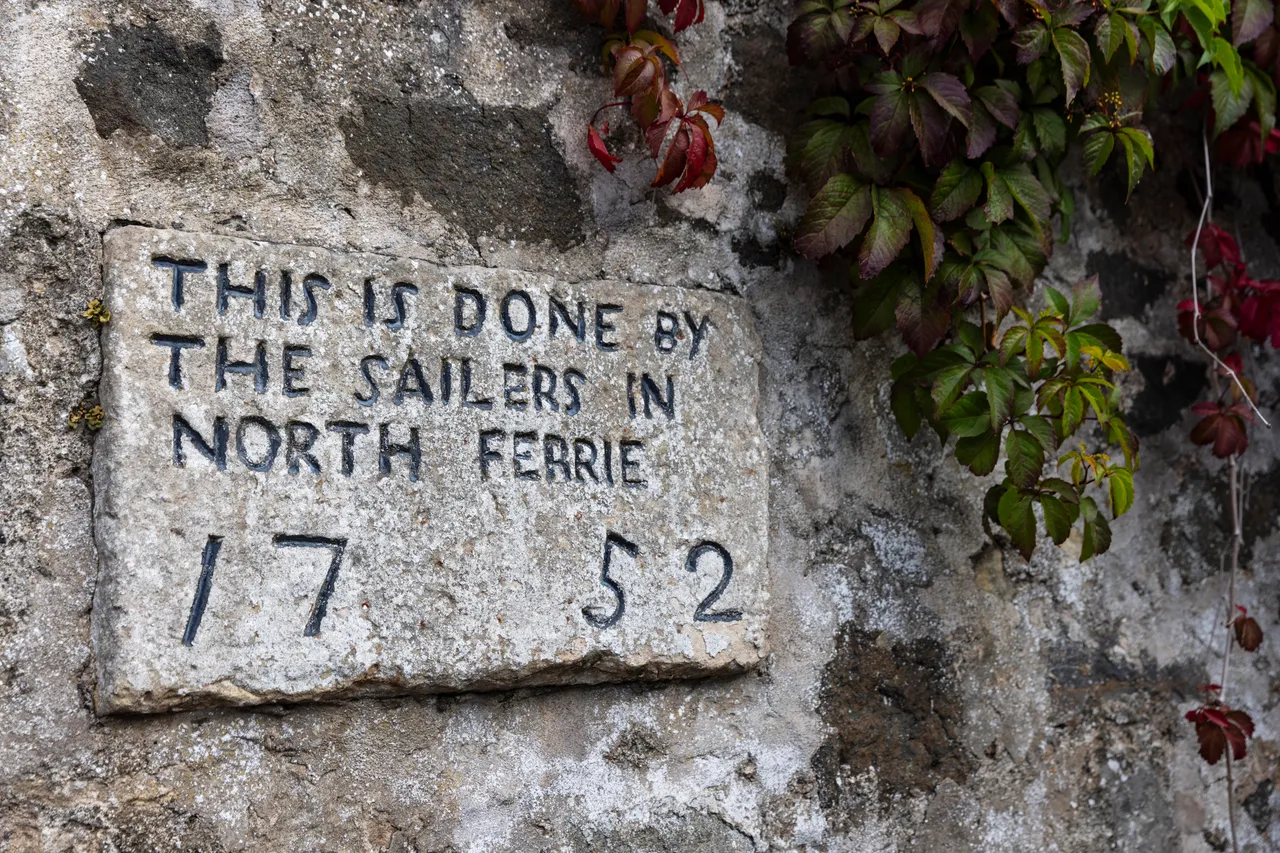 THIS IS DONE BY
THE SAILERS IN
NORTH FERRIE
17 52